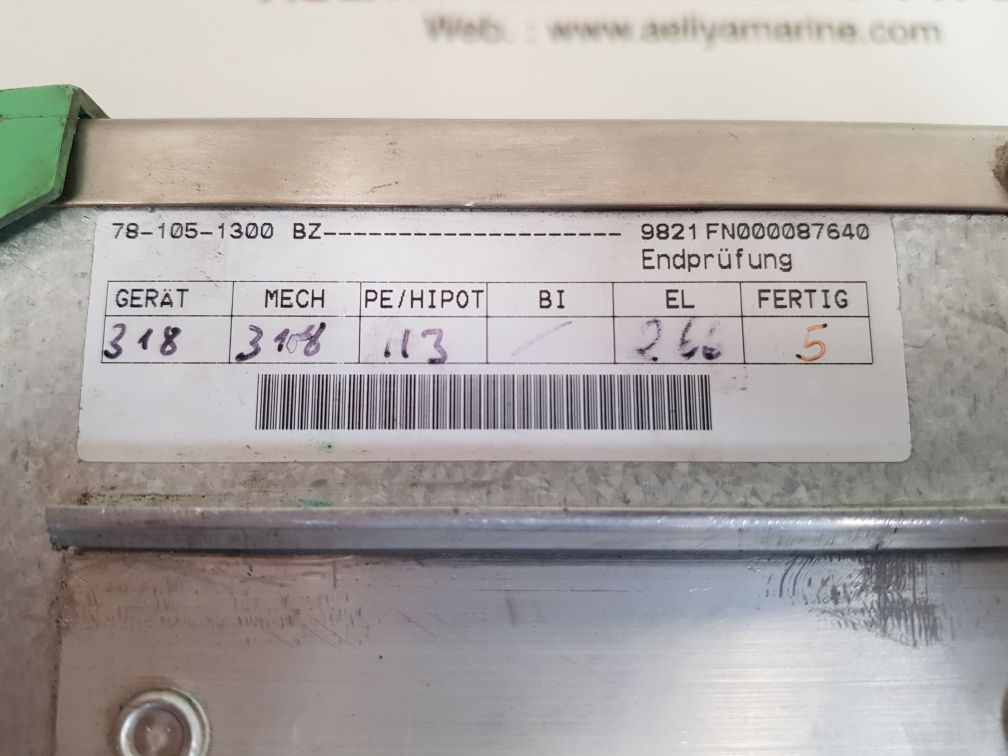 Web. : www.aeliyamarine.com
78-105-1300 BZ-------------------- 9821 FN000087640
Endprüfung
GERÄT MECH PE/HIPOT BI EL FERTIG
318 113 / 266 5